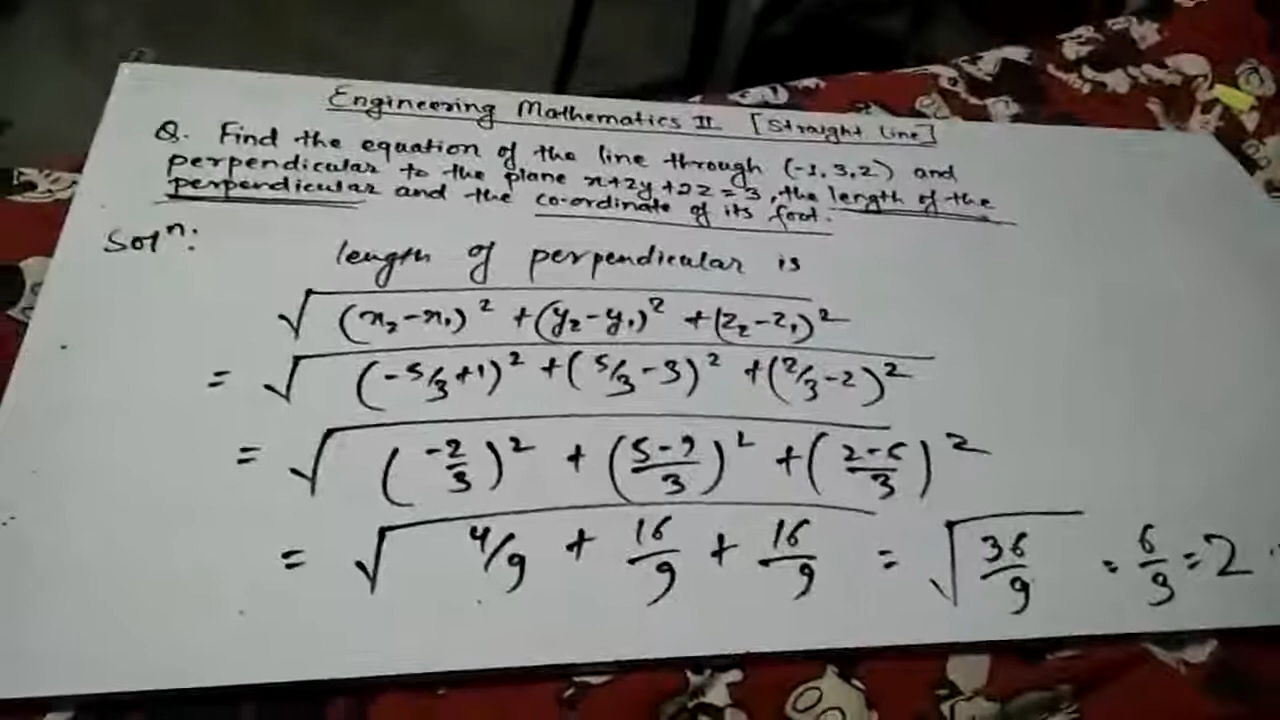 Engineering Mathematics II [Straight Line]
Q. Find the equation of the line through (-1,3,2) and
perpendicular to the plane x+2y+2z=3, the length of the
perpendicular and the co-ordinate of its foot.
Solⁿ:
length of perpendicular is
√((x₂-x₁)² + (y₂-y₁)² + (z₂-z₁)²)
= √((-5/3+1)² + (5/3-3)² + (2/3-2)²)
= √((-2/3)² + ((5-9)/3)² + ((2-6)/3)²)
= √(4/9 + 16/9 + 16/9) = √(36/9) = 6/3 = 2.